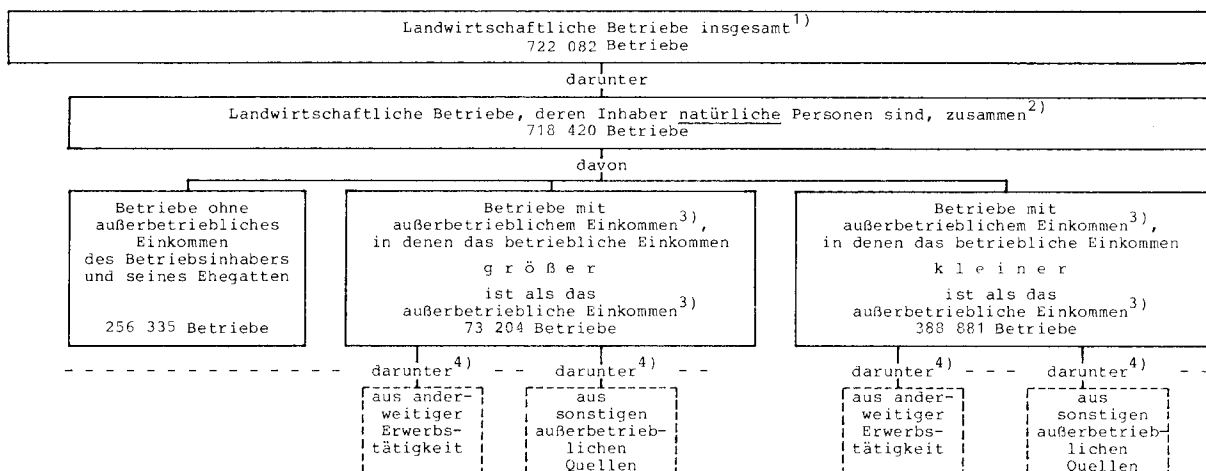 Landwirtschaftliche Betriebe insgesamt1)
722 082 Betriebe
darunter
Landwirtschaftliche Betriebe, deren Inhaber natürliche Personen sind, zusammen2)
718 420 Betriebe
davon
Betriebe ohne
außerbetriebliches
Einkommen
des Betriebsinhabers
und seines Ehegatten
256 335 Betriebe
Betriebe mit
außerbetrieblichem Einkommen3),
in denen das betriebliche Einkommen
g r ö ß e r
ist als das
außerbetriebliche Einkommen3)
73 204 Betriebe
Betriebe mit
außerbetrieblichem Einkommen3),
in denen das betriebliche Einkommen
k l e i n e r
ist als das
außerbetriebliche Einkommen3)
388 881 Betriebe
darunter4)
aus ander-
weitiger
Erwerbs-
tätigkeit
darunter4)
aus
sonstigen
außerbetrieb-
lichen
Quellen
darunter4)
aus ander-
weitiger
Erwerbs-
tätigkeit
darunter4)
aus
sonstigen
außerbetrieb-
lichen
Quellen